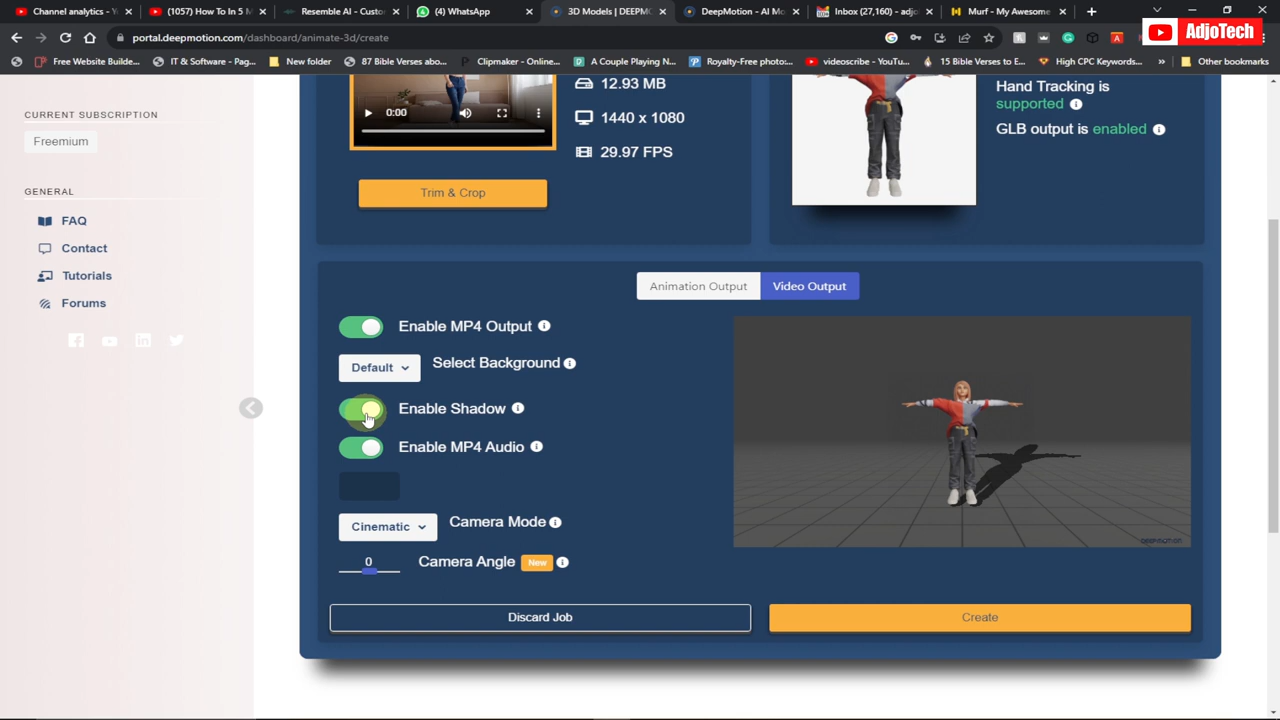 Channel analytics - Y
(1057) How To In 5 M
Resemble AI - Custo
(4) WhatsApp
3D Models | DEEPMO
DeepMotion - AI Mo
Inbox (27,160) - adjo
Murf - My Awesome
AdjoTech
portal.deepmotion.com/dashboard/animate-3d/create
Free Website Builde...
IT & Software - Pag...
New folder
87 Bible Verses abo...
Clipmaker - Online...
A Couple Playing N...
Royalty-Free photo...
videoscribe - YouTu...
15 Bible Verses to E...
High CPC Keywords...
Other bookmarks
CURRENT SUBSCRIPTION
Freemium
GENERAL
FAQ
Contact
Tutorials
Forums
0:00
12.93 MB
1440 x 1080
29.97 FPS
Trim & Crop
Hand Tracking is
supported
GLB output is enabled
Animation Output
Video Output
Enable MP4 Output
Default
Select Background
Enable Shadow
Enable MP4 Audio
Cinematic
Camera Mode
0
Camera Angle
New
DEEPMOTION
Discard Job
Create